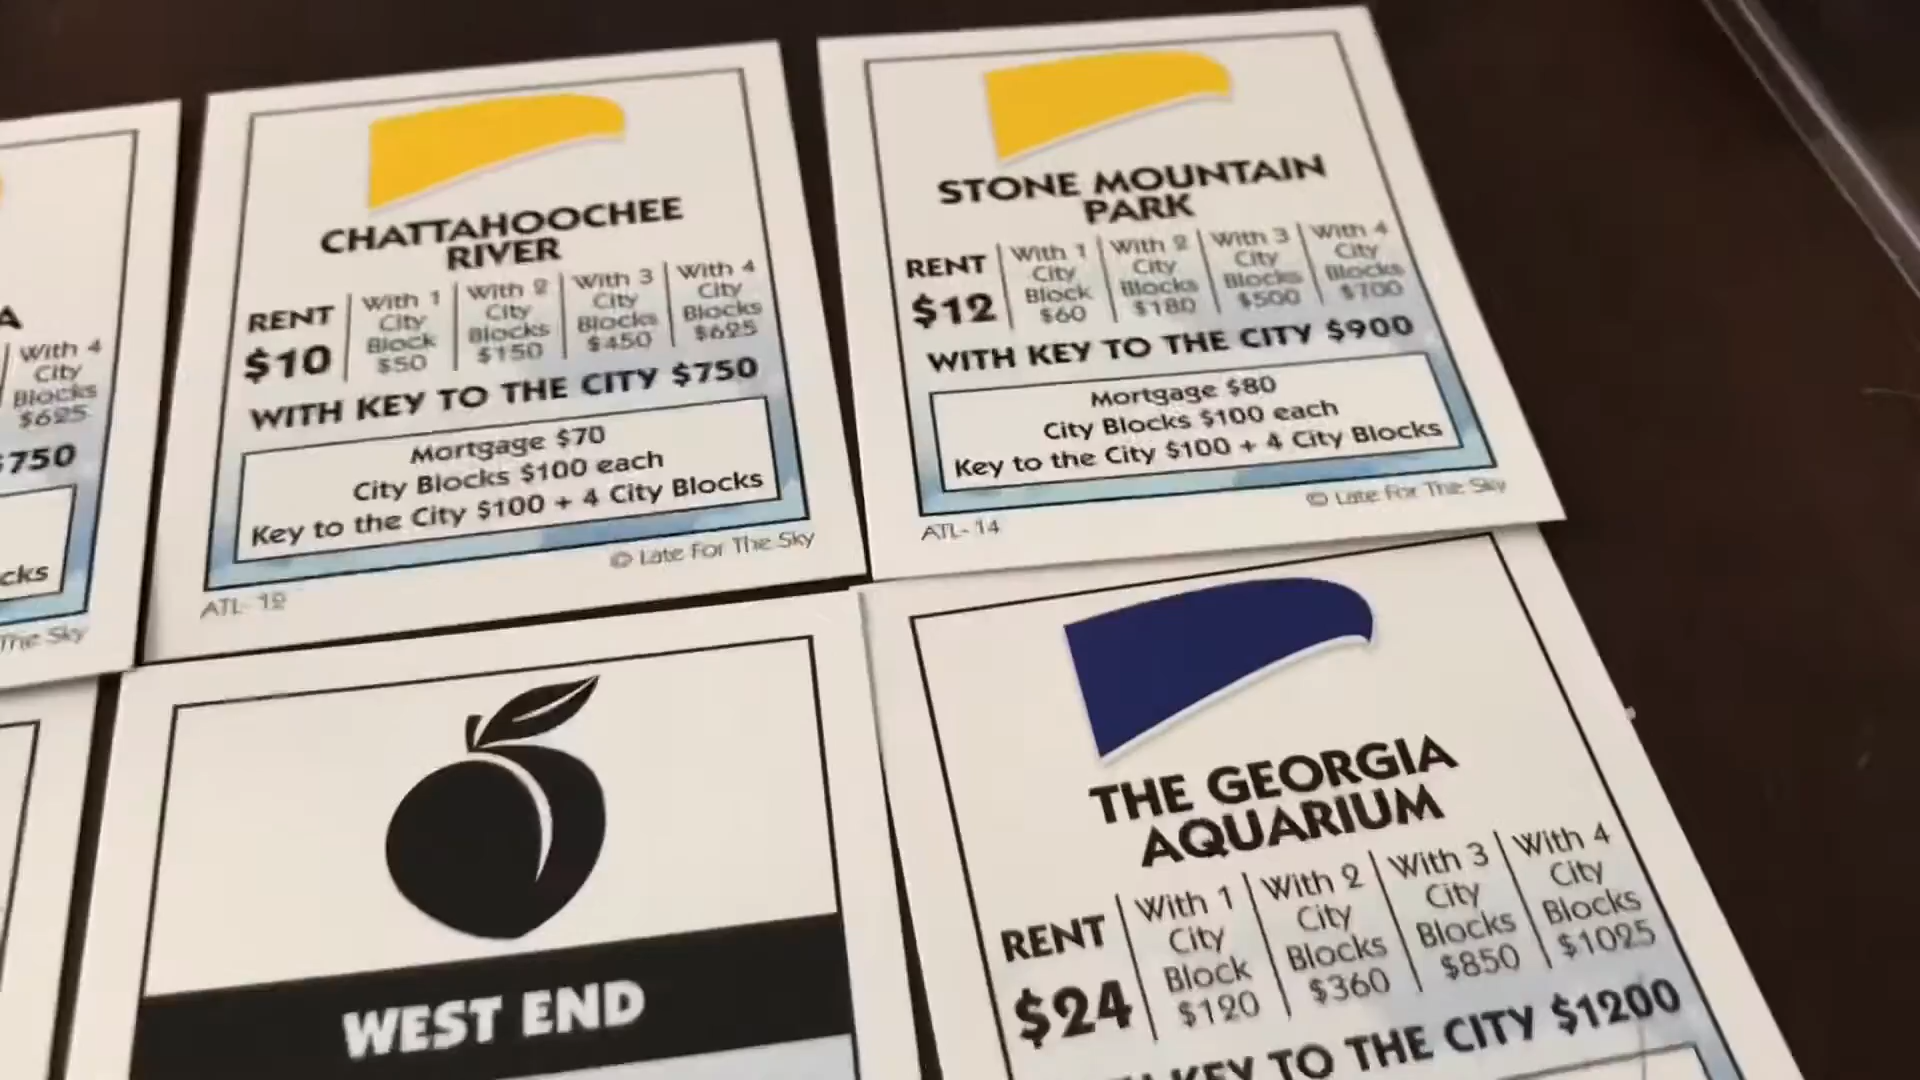 CHATTAHOOCHEE
RIVER
RENT
$10
With 1
City
Block
$50
With 2
City
Blocks
$150
With 3
City
Blocks
$450
With 4
City
Blocks
$625
WITH KEY TO THE CITY $750
Mortgage $70
City Blocks $100 each
Key to the City $100 + 4 City Blocks
ATL- 12
© Late For The Sky
STONE MOUNTAIN
PARK
RENT
$12
With 1
City
Block
$60
With 2
City
Blocks
$180
With 3
City
Blocks
$500
With 4
City
Blocks
$700
WITH KEY TO THE CITY $900
Mortgage $80
City Blocks $100 each
Key to the City $100 + 4 City Blocks
ATL- 14
© Late For The Sky
A
With 4
City
Blocks
$625
$750
cks
The Sky
WEST END
THE GEORGIA
AQUARIUM
RENT
$24
With 1
City
Block
$120
With 2
City
Blocks
$360
With 3
City
Blocks
$850
With 4
City
Blocks
$1025
KEY TO THE CITY $1200